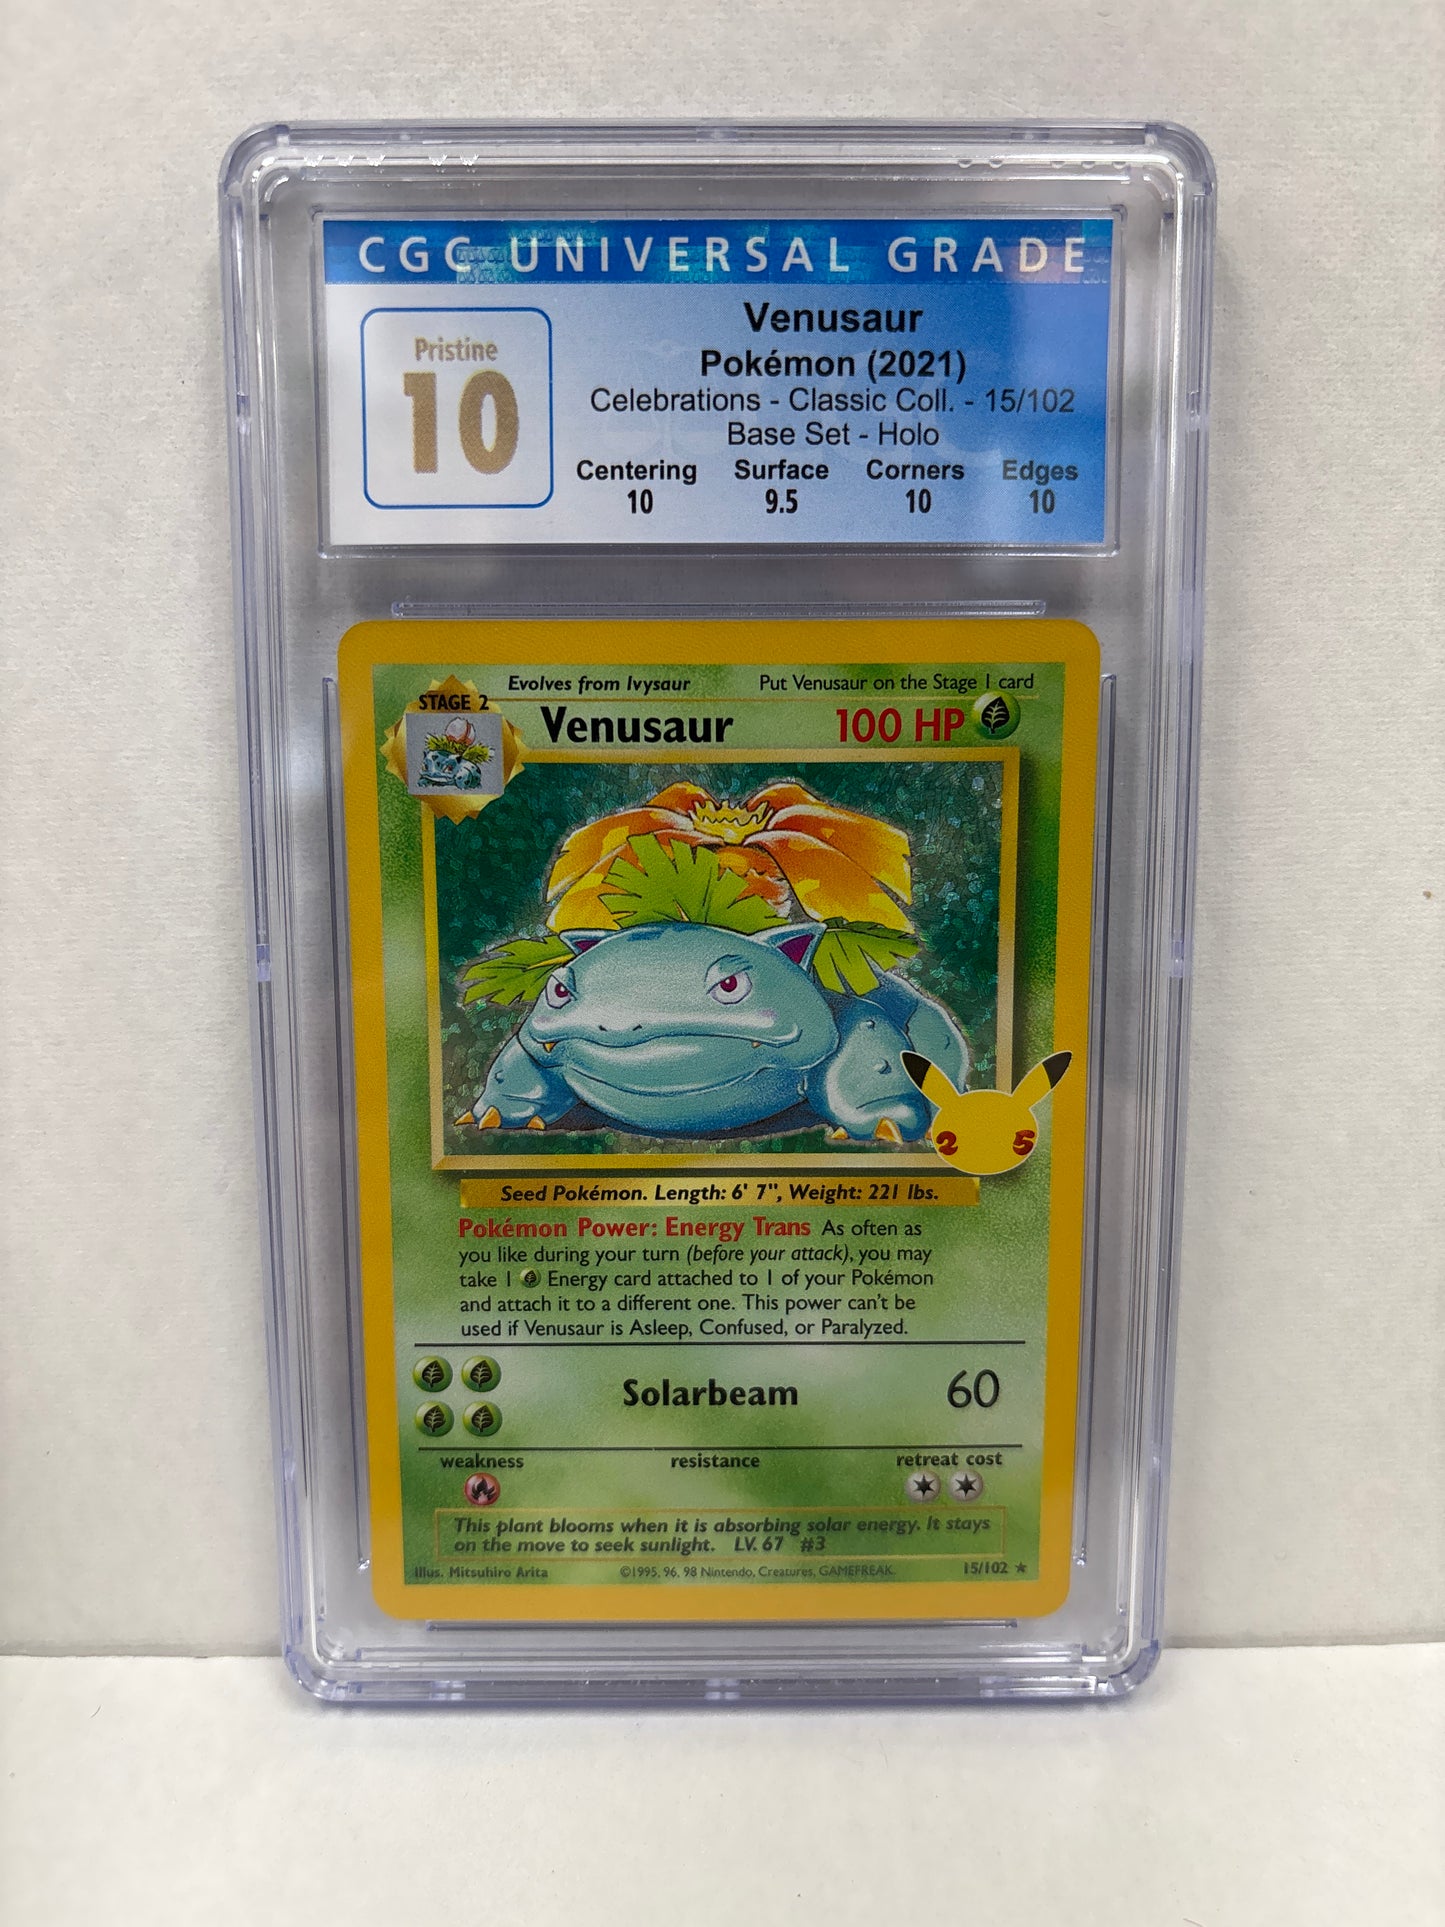 CGC UNIVERSAL GRADE
Pristine
10
Venusaur
Pokémon (2021)
Celebrations - Classic Coll. - 15/102
Base Set - Holo
Centering Surface Corners Edges
10 9.5 10 10
Evolves from Ivysaur Put Venusaur on the Stage 1 card
STAGE 2
Venusaur 100 HP
2 5
Seed Pokémon. Length: 6' 7", Weight: 221 lbs.
Pokémon Power: Energy Trans As often as
you like during your turn (before your attack), you may
take 1 Energy card attached to 1 of your Pokémon
and attach it to a different one. This power can't be
used if Venusaur is Asleep, Confused, or Paralyzed.
Solarbeam 60
weakness resistance retreat cost
This plant blooms when it is absorbing solar energy. It stays
on the move to seek sunlight. LV. 67 #3
Illus. Mitsuhiro Arita ©1995, 96, 98 Nintendo, Creatures, GAMEFREAK. 15/102 ★